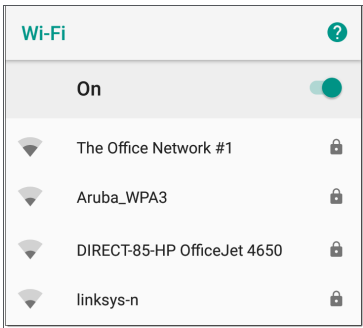 Wi-Fi ?
On
The Office Network #1
Aruba_WPA3
DIRECT-85-HP OfficeJet 4650
linksys-n